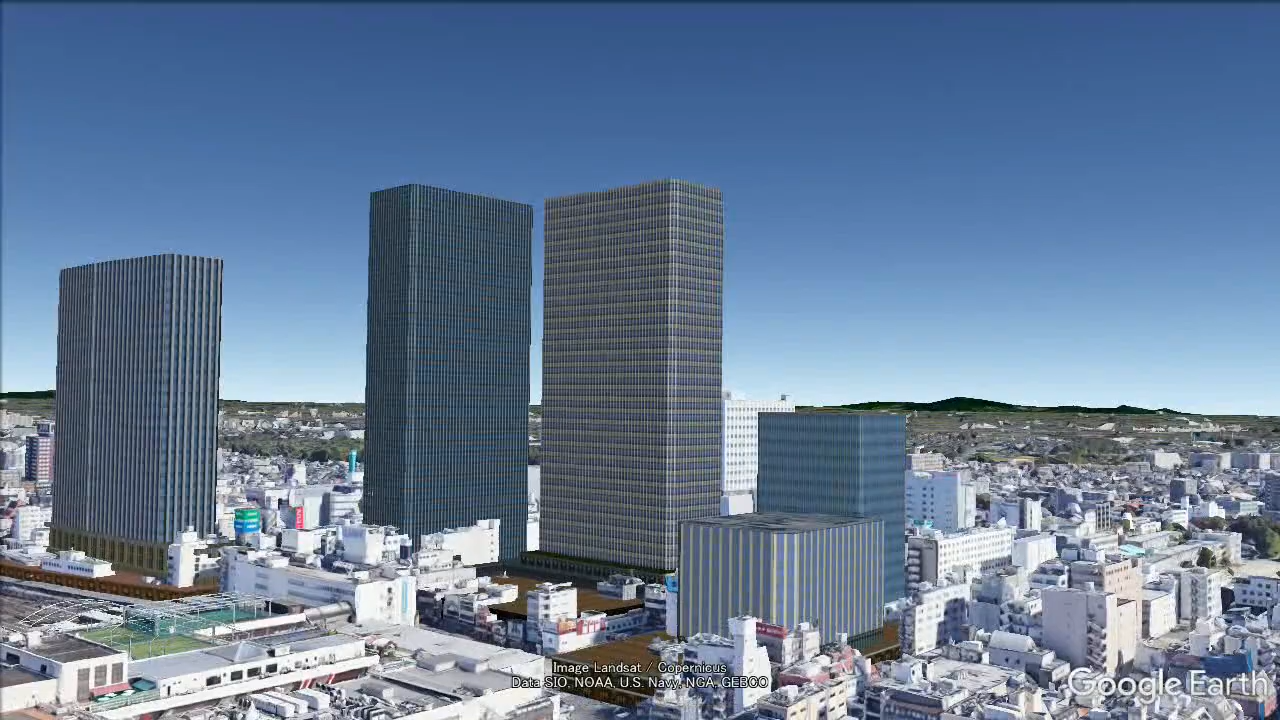 Image Landsat / Copernicus
Data SIO, NOAA, U.S. Navy, NGA, GEBCO
Google Earth